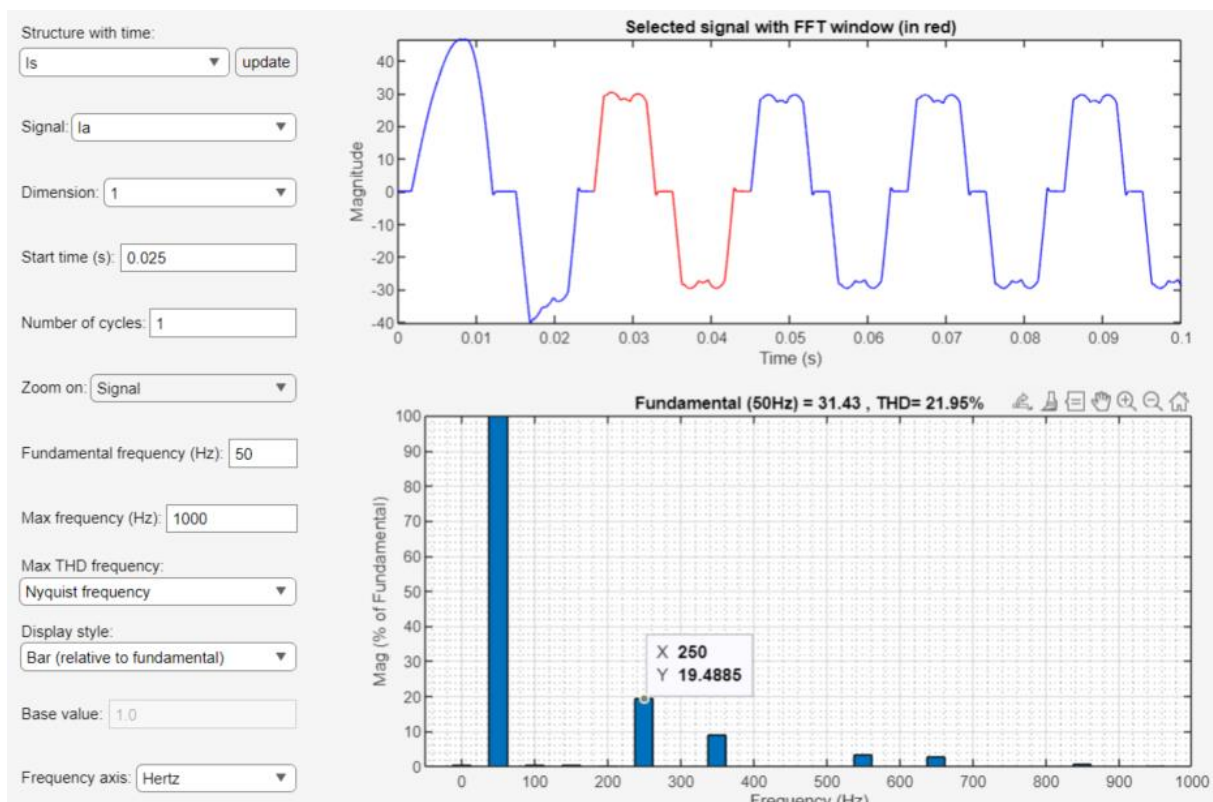 Structure with time:
Is
update
Signal: Ia
Dimension: 1
Start time (s): 0.025
Number of cycles: 1
Zoom on: Signal
Fundamental frequency (Hz): 50
Max frequency (Hz): 1000
Max THD frequency:
Nyquist frequency
Display style:
Bar (relative to fundamental)
Base value: 1.0
Frequency axis: Hertz
Selected signal with FFT window (in red)
Magnitude
40
30
20
10
0
-10
-20
-30
-40
0 0.01 0.02 0.03 0.04 0.05 0.06 0.07 0.08 0.09 0.1
Time (s)
Fundamental (50Hz) = 31.43 , THD= 21.95%
Mag (% of Fundamental)
100
90
80
70
60
50
40
30
20
10
0
X 250
Y 19.4885
0 100 200 300 400 500 600 700 800 900 1000
Frequency (Hz)